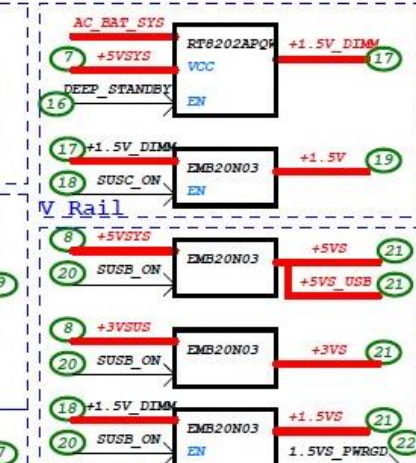 AC_BAT_SYS
RT8202APQW
+1.5V_DIMM
7 +5VSYS
VCC
17
DEEP_STANDBY
16
EN
17 +1.5V_DIMM
EMB20N03
+1.5V
19
18 SUSC_ON
EN
V Rail
8 +5VSYS
EMB20N03
+5VS
21
20 SUSB_ON
+5VS_USB
21
8 +3VSUS
EMB20N03
+3VS
21
20 SUSB_ON
18 +1.5V_DIMM
EMB20N03
+1.5VS
21
20 SUSB_ON
EN
1.5VS_PWRGD
22